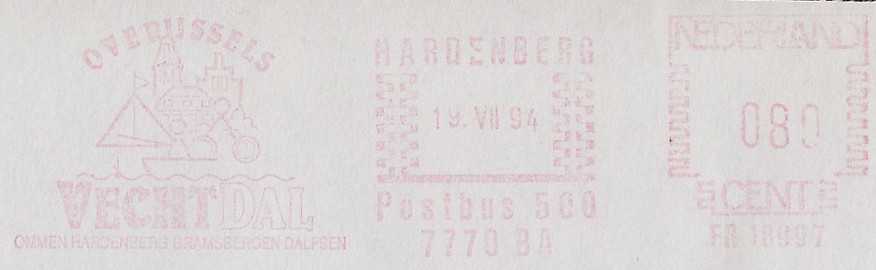 OVERIJSSELS
VECHTDAL
OMMEN HARDENBERG GRAMSBERGEN DALFSEN
HARDENBERG
19. VII 94
Postbus 500
7770 BA
NEDERLAND
080
CENT
FR 18997